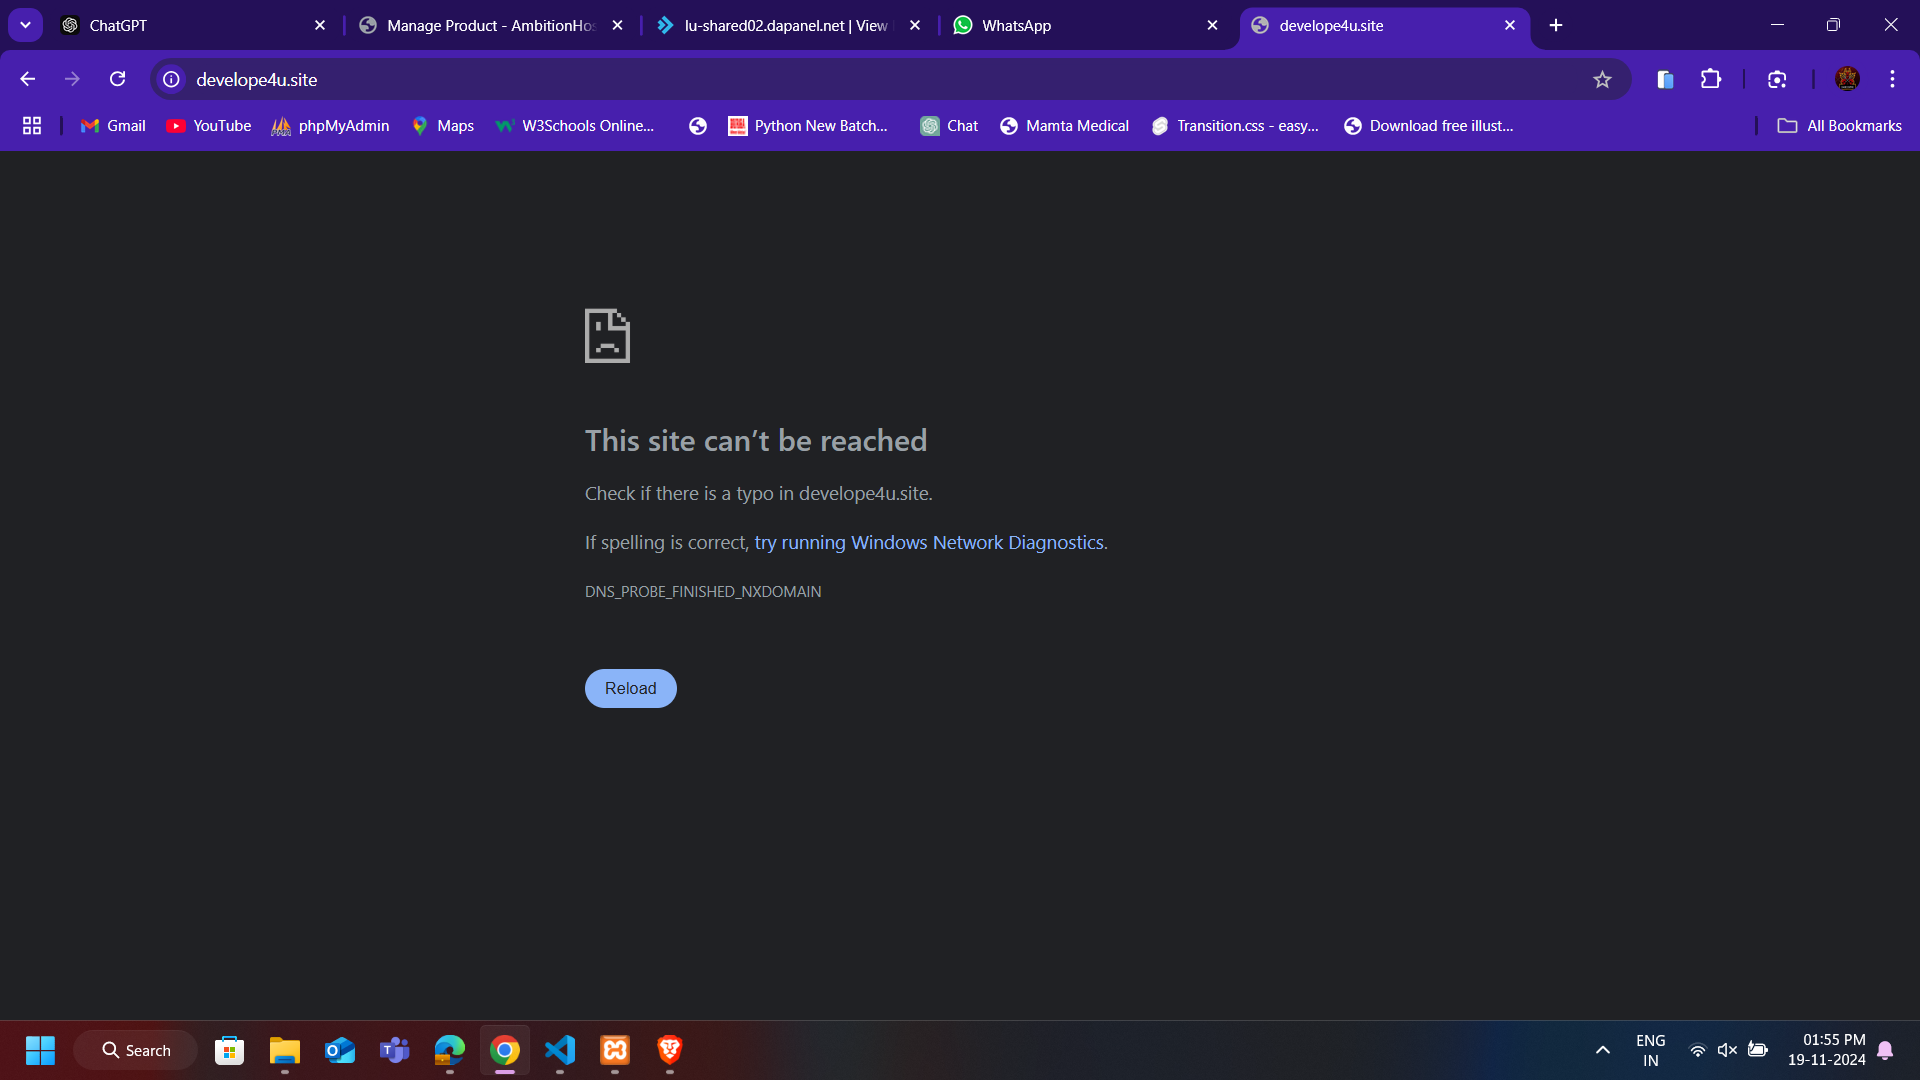 ChatGPT
Manage Product - AmbitionHos
lu-shared02.dapanel.net | View
WhatsApp
develope4u.site
develope4u.site
Gmail
YouTube
phpMyAdmin
Maps
W3Schools Online...
Python New Batch...
Chat
Mamta Medical
Transition.css - easy...
Download free illust...
All Bookmarks
This site can’t be reached
Check if there is a typo in develope4u.site.
If spelling is correct, try running Windows Network Diagnostics.
DNS_PROBE_FINISHED_NXDOMAIN
Reload
Search
ENG
IN
01:55 PM
19-11-2024